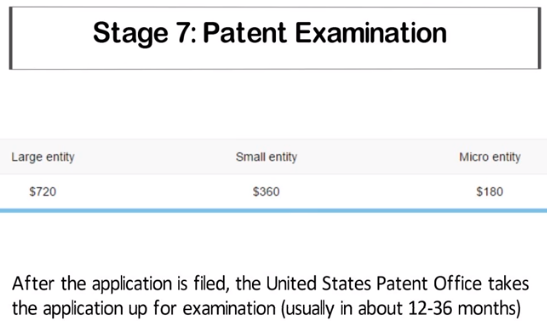 Stage 7: Patent Examination
Large entity Small entity Micro entity
$720 $360 $180
After the application is filed, the United States Patent Office takes
the application up for examination (usually in about 12-36 months)